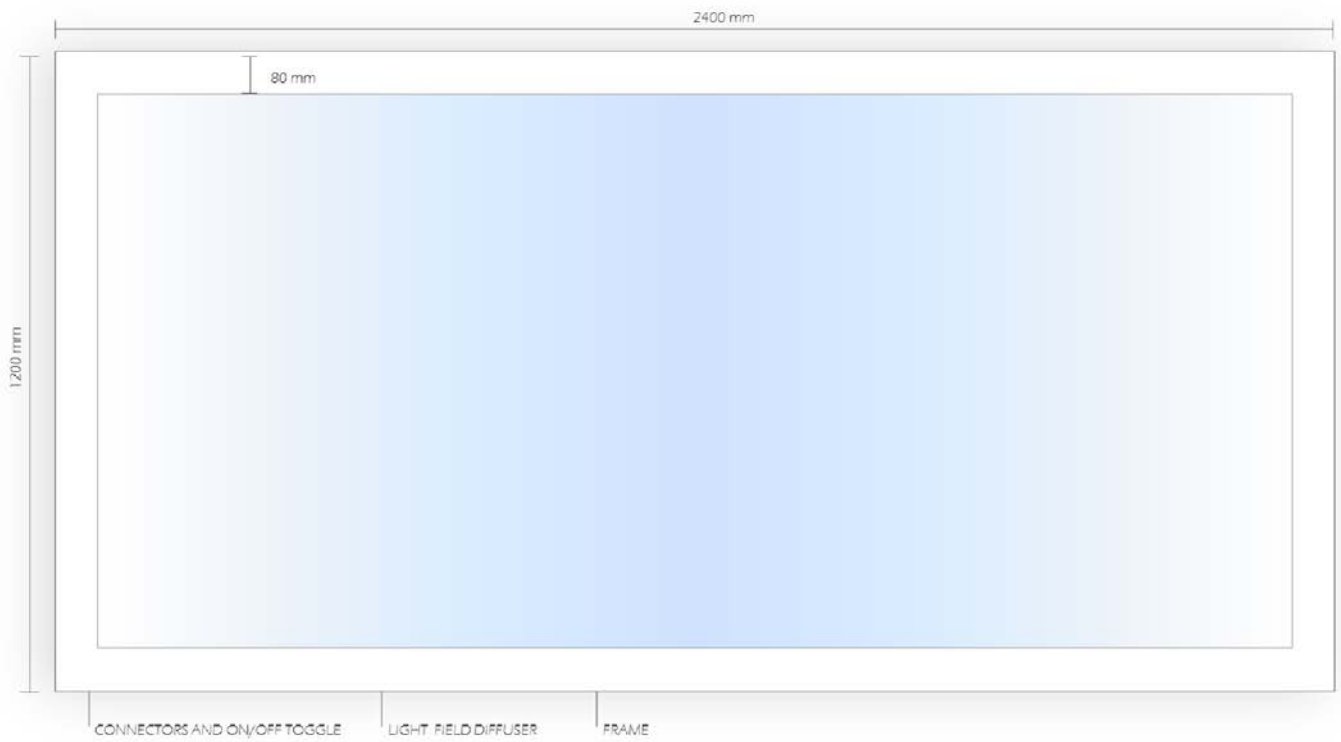 2400 mm
80 mm
1200 mm
CONNECTORS AND ON/OFF TOGGLE
LIGHT FIELD DIFFUSER
FRAME